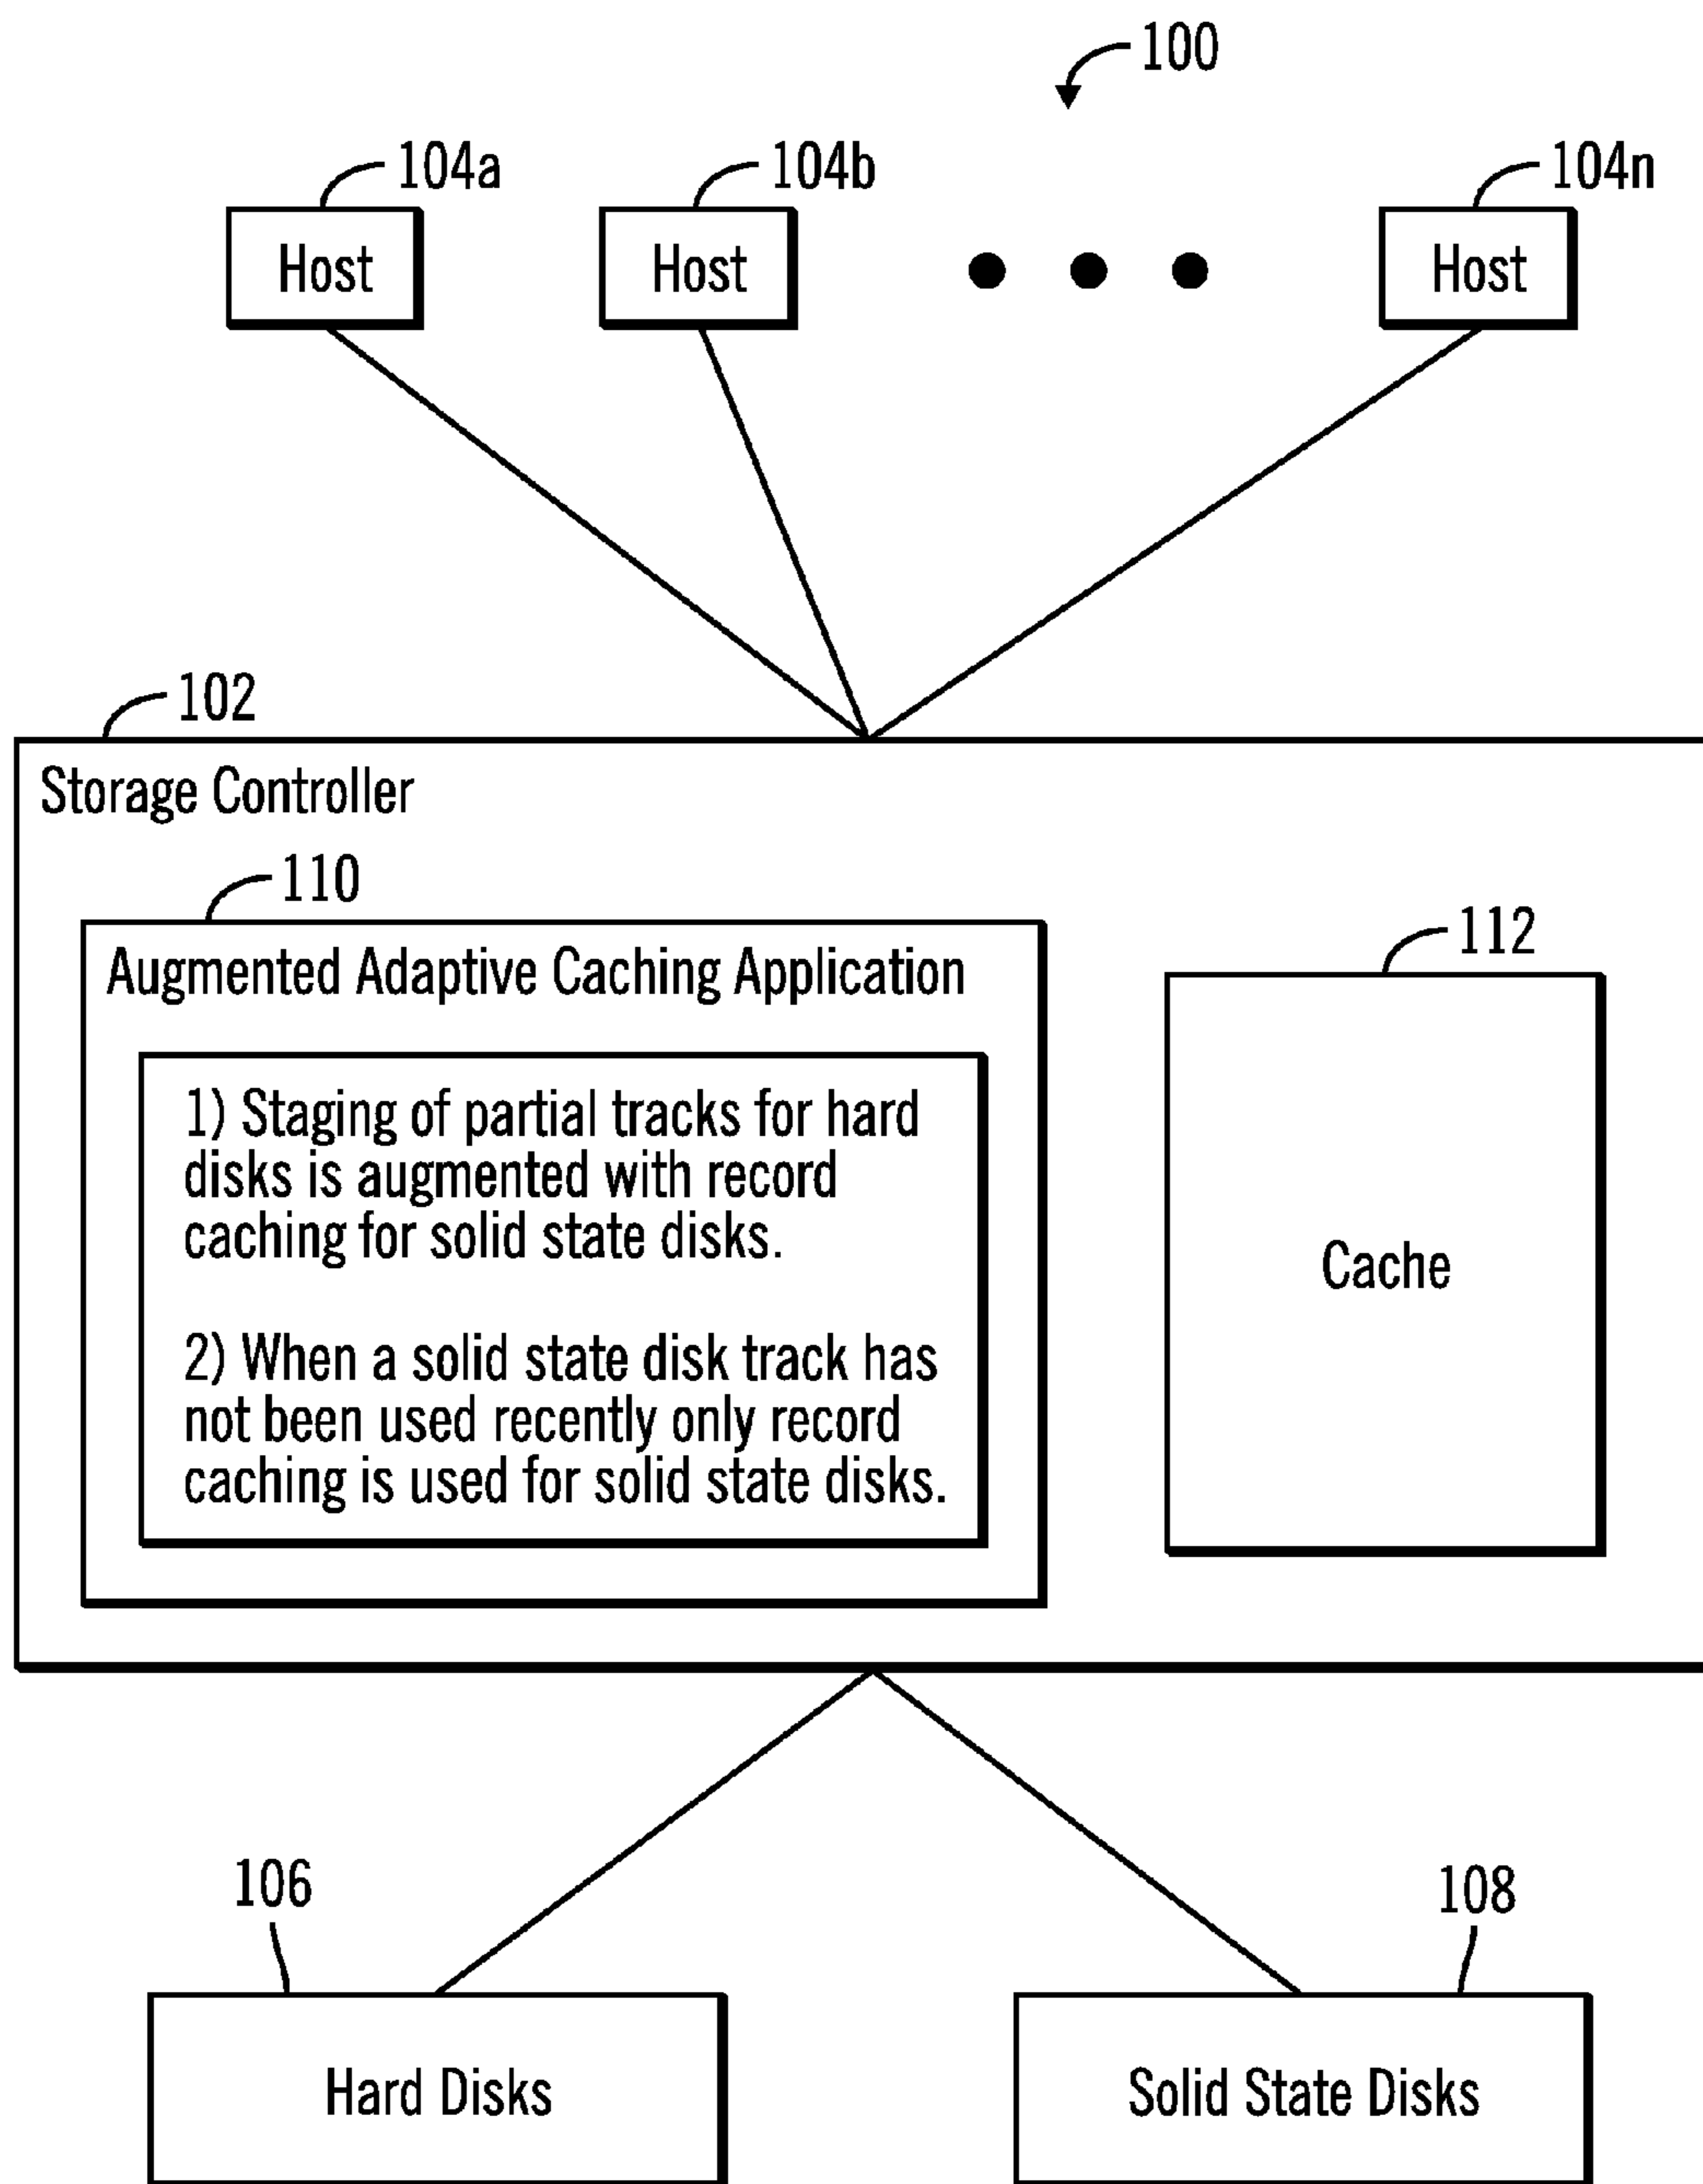 100
104a
104b
104n
Host
Host
Host
102
Storage Controller
110
112
Augmented Adaptive Caching Application
1) Staging of partial tracks for hard
disks is augmented with record
caching for solid state disks.
2) When a solid state disk track has
not been used recently only record
caching is used for solid state disks.
Cache
106
108
Hard Disks
Solid State Disks